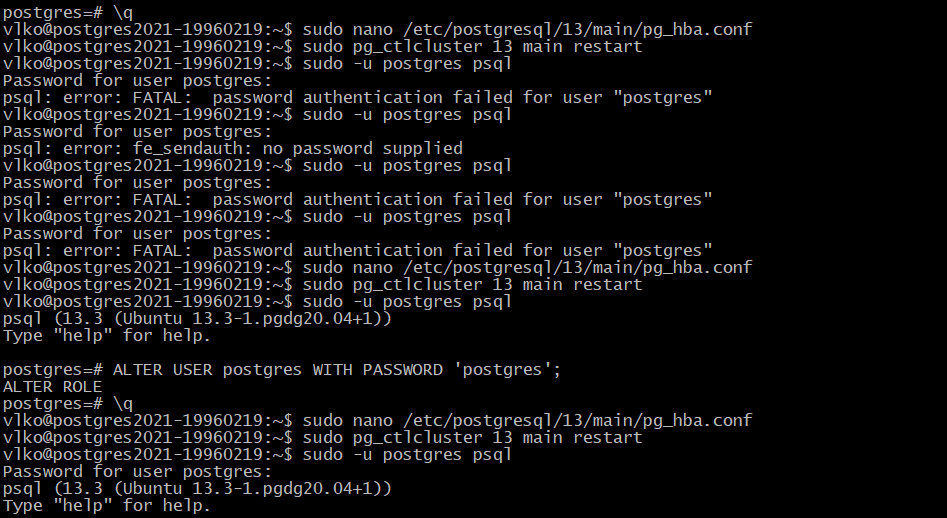 postgres=# \q
vlko@postgres2021-19960219:~$ sudo nano /etc/postgresql/13/main/pg_hba.conf
vlko@postgres2021-19960219:~$ sudo pg_ctlcluster 13 main restart
vlko@postgres2021-19960219:~$ sudo -u postgres psql
Password for user postgres:
psql: error: FATAL:  password authentication failed for user "postgres"
vlko@postgres2021-19960219:~$ sudo -u postgres psql
Password for user postgres:
psql: error: fe_sendauth: no password supplied
vlko@postgres2021-19960219:~$ sudo -u postgres psql
Password for user postgres:
psql: error: FATAL:  password authentication failed for user "postgres"
vlko@postgres2021-19960219:~$ sudo -u postgres psql
Password for user postgres:
psql: error: FATAL:  password authentication failed for user "postgres"
vlko@postgres2021-19960219:~$ sudo nano /etc/postgresql/13/main/pg_hba.conf
vlko@postgres2021-19960219:~$ sudo pg_ctlcluster 13 main restart
vlko@postgres2021-19960219:~$ sudo -u postgres psql
psql (13.3 (Ubuntu 13.3-1.pgdg20.04+1))
Type "help" for help.

postgres=# ALTER USER postgres WITH PASSWORD 'postgres';
ALTER ROLE
postgres=# \q
vlko@postgres2021-19960219:~$ sudo nano /etc/postgresql/13/main/pg_hba.conf
vlko@postgres2021-19960219:~$ sudo pg_ctlcluster 13 main restart
vlko@postgres2021-19960219:~$ sudo -u postgres psql
Password for user postgres:
psql (13.3 (Ubuntu 13.3-1.pgdg20.04+1))
Type "help" for help.